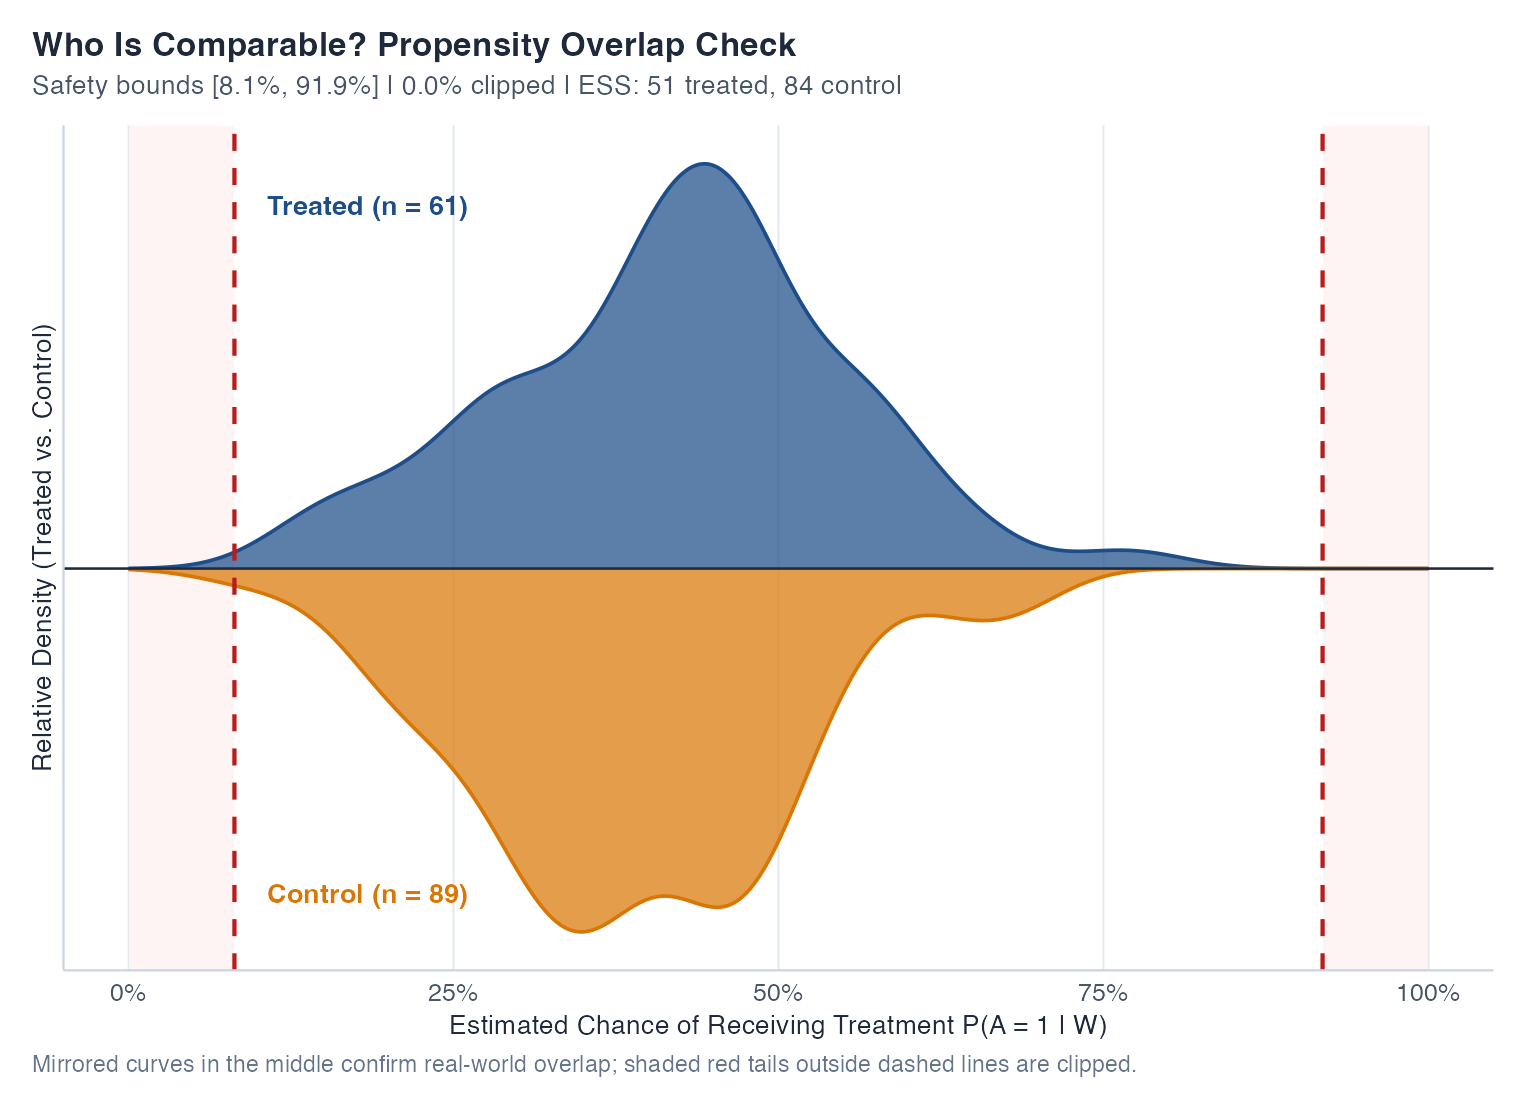 Who Is Comparable? Propensity Overlap Check
Safety bounds [8.1%, 91.9%] | 0.0% clipped | ESS: 51 treated, 84 control
Relative Density (Treated vs. Control)
Treated (n = 61)
Control (n = 89)
0%
25%
50%
75%
100%
Estimated Chance of Receiving Treatment P(A = 1 | W)
Mirrored curves in the middle confirm real-world overlap; shaded red tails outside dashed lines are clipped.